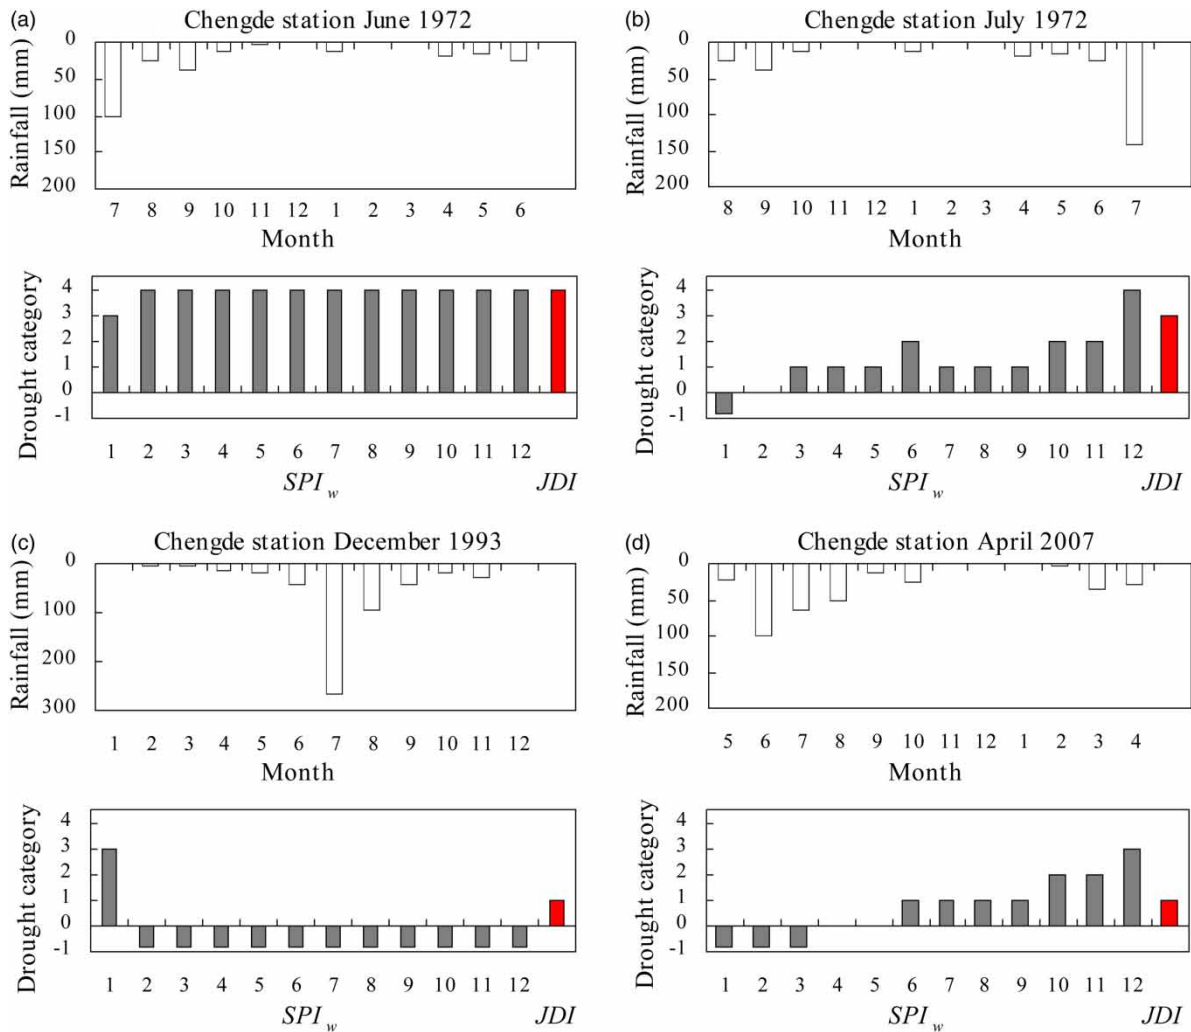 (a) Chengde station June 1972
Rainfall (mm)
0
50
100
150
200
7 8 9 10 11 12 1 2 3 4 5 6
Month
Drought category
4
3
2
1
0
-1
1 2 3 4 5 6 7 8 9 10 11 12
SPI w JDI
(b) Chengde station July 1972
Rainfall (mm)
0
50
100
150
200
8 9 10 11 12 1 2 3 4 5 6 7
Month
Drought category
4
3
2
1
0
-1
1 2 3 4 5 6 7 8 9 10 11 12
SPI w JDI
(c) Chengde station December 1993
Rainfall (mm)
0
100
200
300
1 2 3 4 5 6 7 8 9 10 11 12
Month
Drought category
4
3
2
1
0
-1
1 2 3 4 5 6 7 8 9 10 11 12
SPI w JDI
(d) Chengde station April 2007
Rainfall (mm)
0
50
100
150
200
5 6 7 8 9 10 11 12 1 2 3 4
Month
Drought category
4
3
2
1
0
-1
1 2 3 4 5 6 7 8 9 10 11 12
SPI w JDI